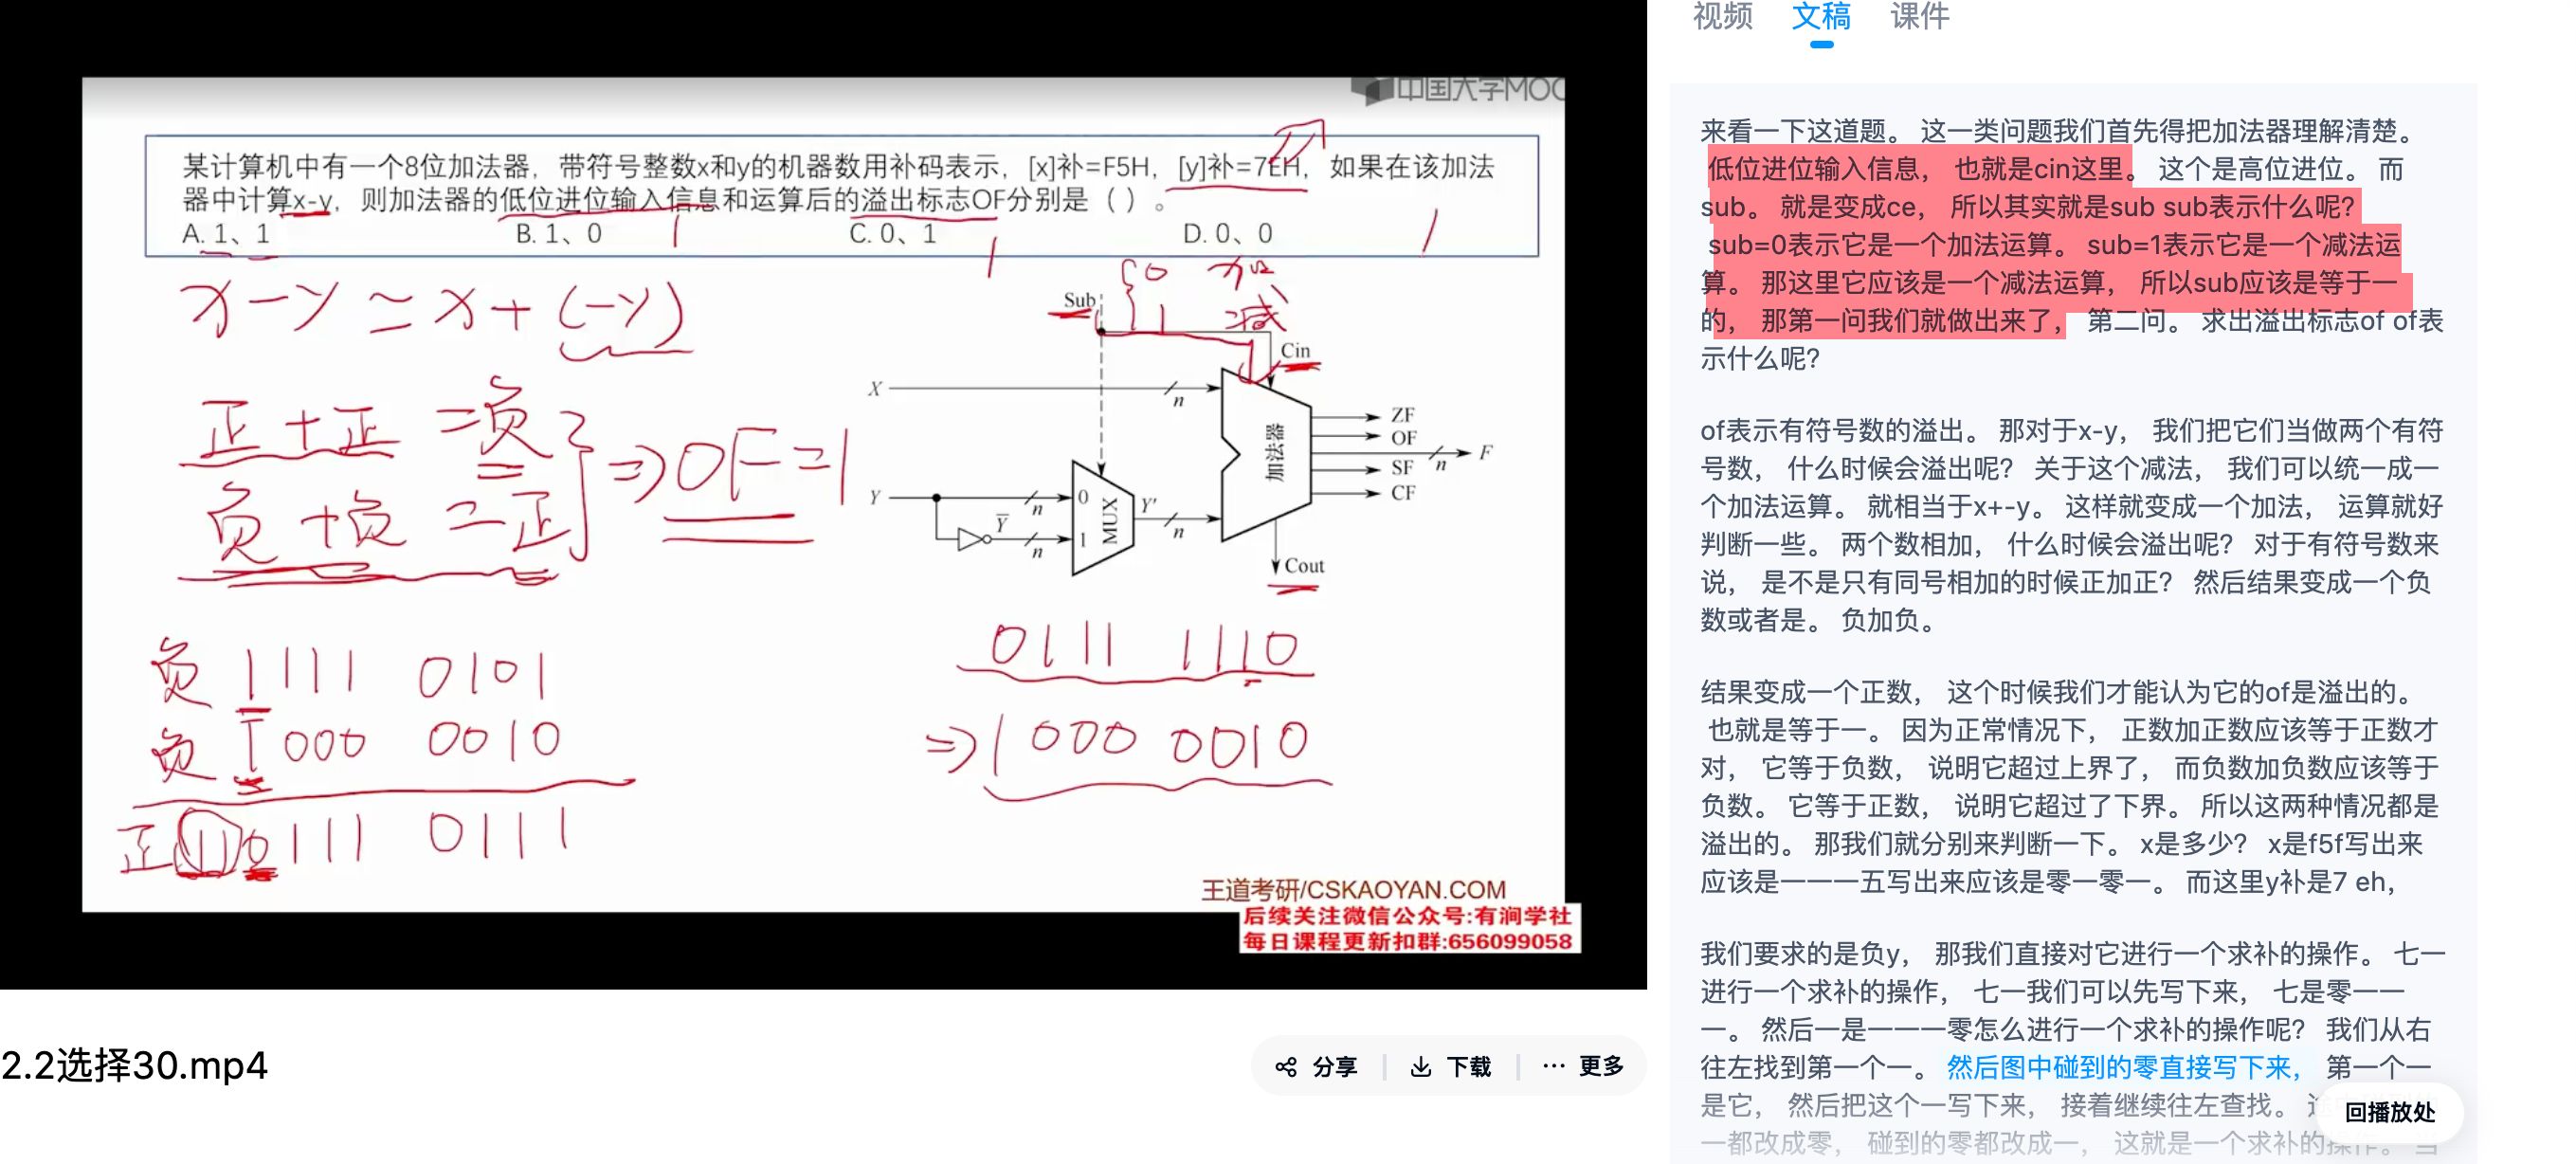 中国大学MOO
某计算机中有一个8位加法器，带符号整数x和y的机器数用补码表示，[x]补=F5H，[y]补=7EH，如果在该加法
器中计算x-y，则加法器的低位进位输入信息和运算后的溢出标志OF分别是（ ）。
A. 1、1 B. 1、0 C. 0、1 D. 0、0
1 1 1
x-y = x+(-y)
{0 加
1 减
Sub
Cin
X
n
ZF
OF
SF
CF
n
F
加法器
Y
n
0
Y
n
1
MUX
Y'
n
Cout
正+正 =负
负+负 =正
⇒OF=1
负 1111 0101
负 1000 0010
正 1 0111 0111
0111 1110
⇒1000 0010
王道考研/CSKAOYAN.COM
后续关注微信公众号:有涧学社
每日课程更新扣群:656099058
2.2选择30.mp4
分享 下载 更多
视频 文稿 课件
来看一下这道题。 这一类问题我们首先得把加法器理解清楚。
低位进位输入信息， 也就是cin这里。 这个是高位进位。 而
sub。 就是变成ce， 所以其实就是sub sub表示什么呢？
sub=0表示它是一个加法运算。 sub=1表示它是一个减法运
算。 那这里它应该是一个减法运算， 所以sub应该是等于一
的， 那第一问我们就做出来了， 第二问。 求出溢出标志of of表
示什么呢？
of表示有符号数的溢出。 那对于x-y， 我们把它们当做两个有符
号数， 什么时候会溢出呢？ 关于这个减法， 我们可以统一成一
个加法运算。 就相当于x+-y。 这样就变成一个加法， 运算就好
判断一些。 两个数相加， 什么时候会溢出呢？ 对于有符号数来
说， 是不是只有同号相加的时候正加正？ 然后结果变成一个负
数或者是。 负加负。
结果变成一个正数， 这个时候我们才能认为它的of是溢出的。
也就是等于一。 因为正常情况下， 正数加正数应该等于正数才
对， 它等于负数， 说明它超过上界了， 而负数加负数应该等于
负数。 它等于正数， 说明它超过了下界。 所以这两种情况都是
溢出的。 那我们就分别来判断一下。 x是多少？ x是f5f写出来
应该是一一一五写出来应该是零一零一。 而这里y补是7 eh，
我们要求的是负y， 那我们直接对它进行一个求补的操作。 七一
进行一个求补的操作， 七一我们可以先写下来， 七是零一一
一。 然后一是一一一零怎么进行一个求补的操作呢？ 我们从右
往左找到第一个一。 然后图中碰到的零直接写下来， 第一个一
是它， 然后把这个一写下来， 接着继续往左查找。
一都改成零， 碰到的零都改成一， 这就是一个求补的操作。 当
回播放处